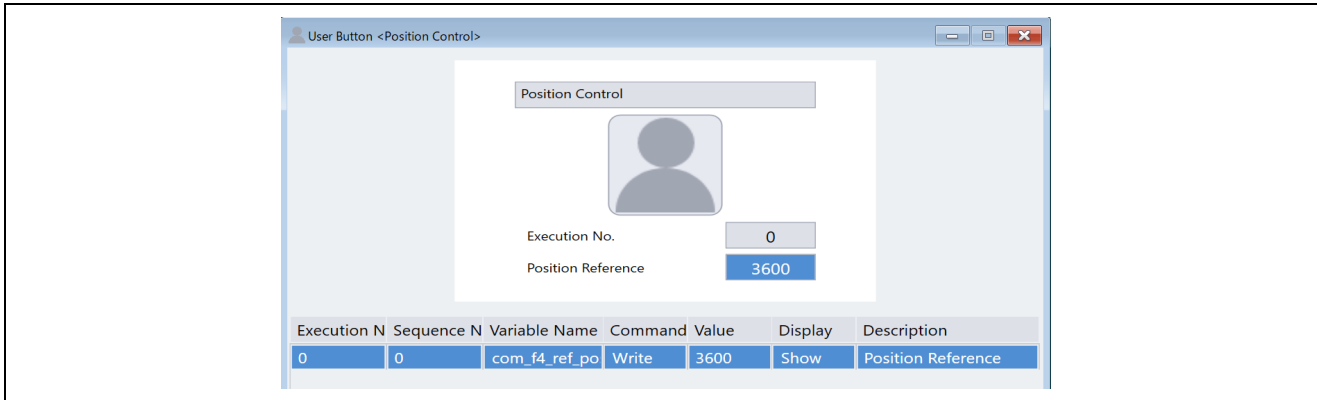 User Button <Position Control>
Position Control
Execution No. 0
Position Reference 3600
Execution N Sequence N Variable Name Command Value Display Description
0 0 com_f4_ref_po Write 3600 Show Position Reference